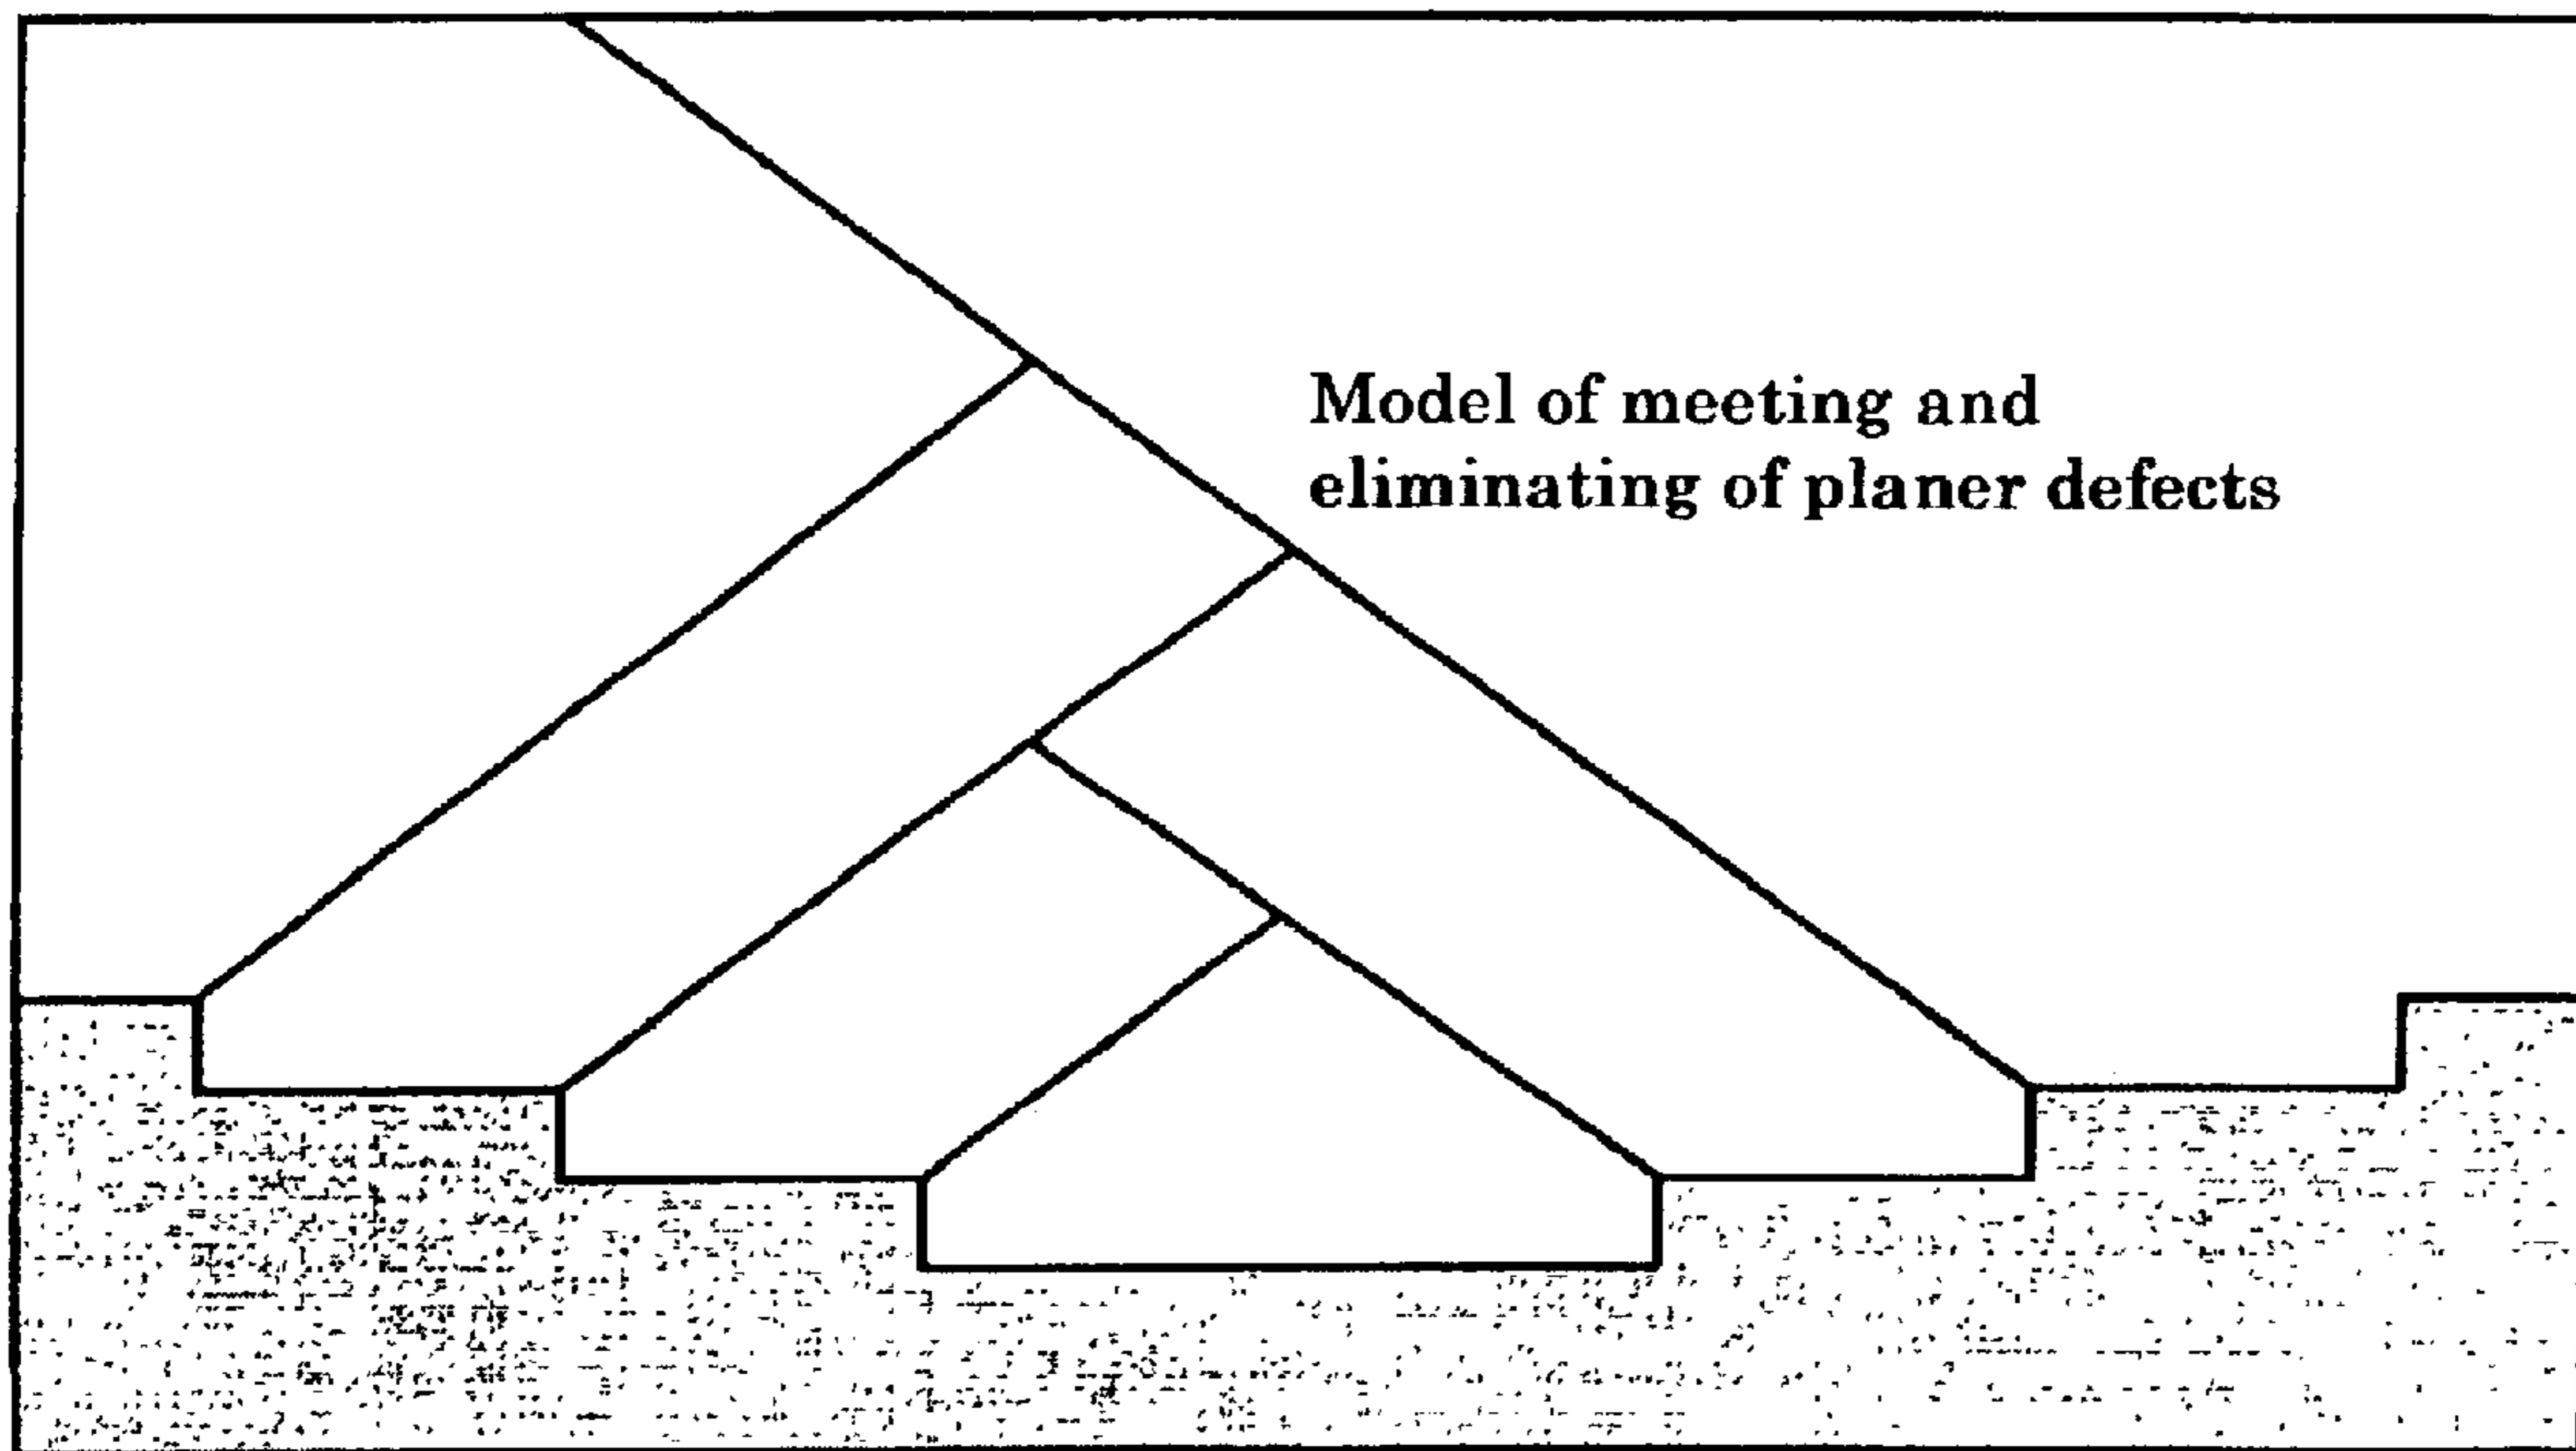 Model of meeting and
eliminating of planer defects